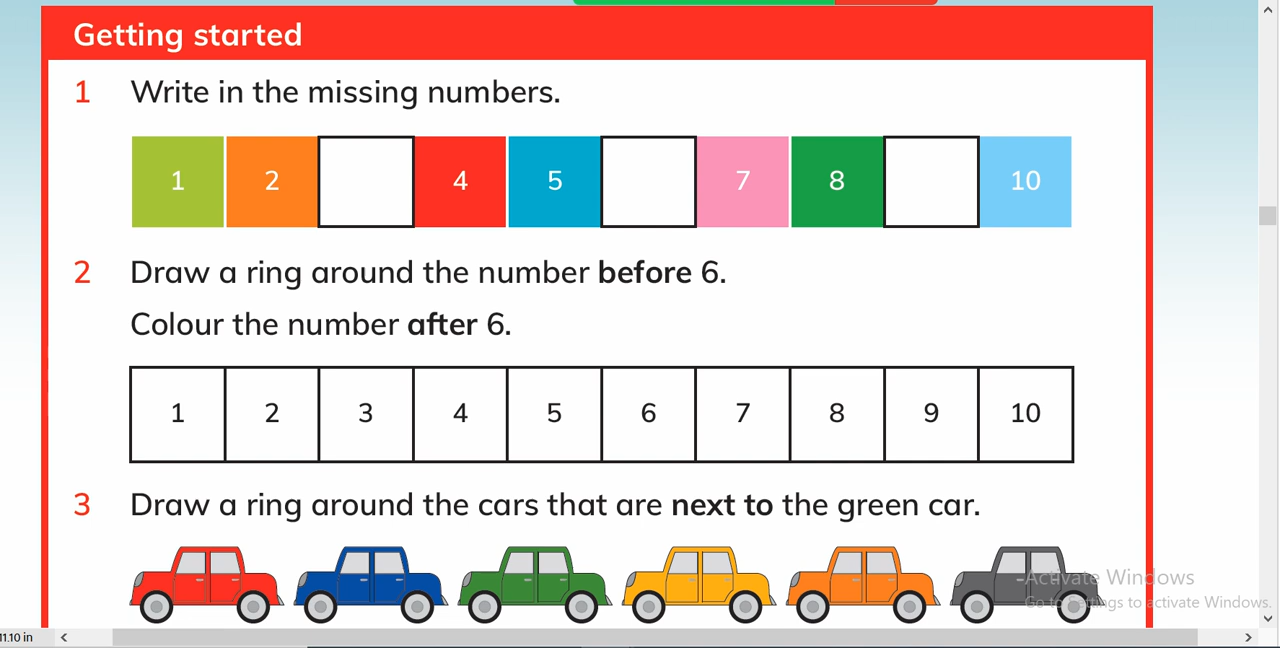 Getting started
1 Write in the missing numbers.
1 2 4 5 7 8 10
2 Draw a ring around the number before 6.
Colour the number after 6.
1 2 3 4 5 6 7 8 9 10
3 Draw a ring around the cars that are next to the green car.
Activate Windows
Go to Settings to activate Windows.
11.10 in